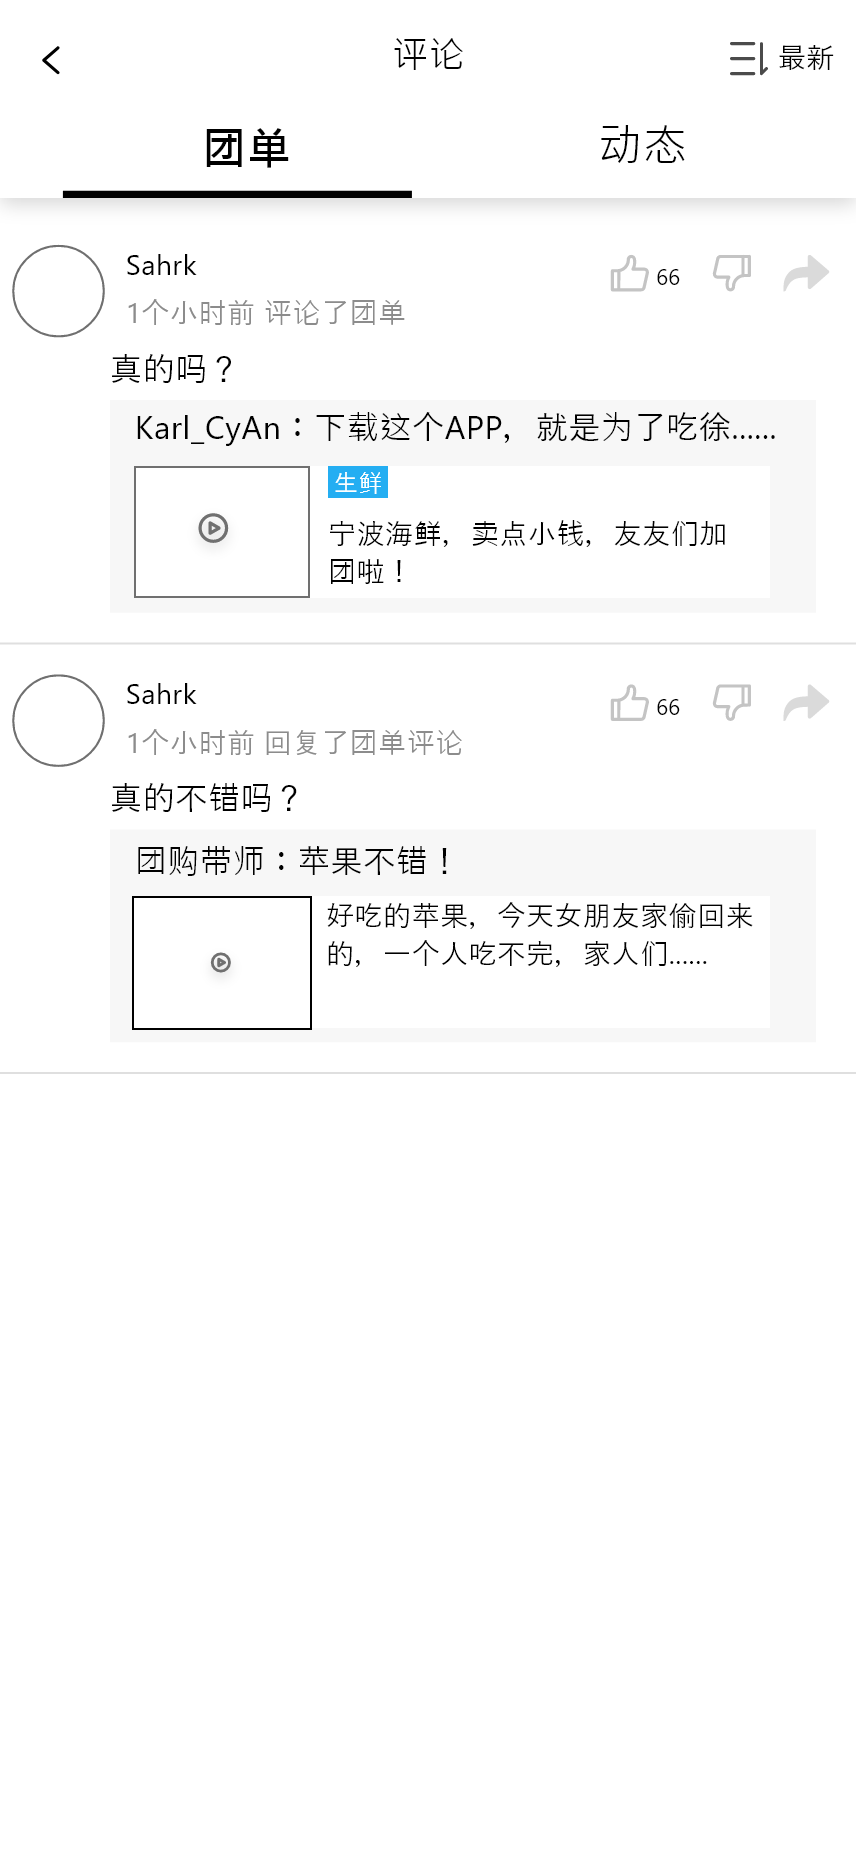 评论
最新
团单
动态
Sahrk
66
1个小时前 评论了团单
真的吗？
Karl_CyAn：下载这个APP，就是为了吃徐......
生鲜
宁波海鲜，卖点小钱，友友们加
团啦！
Sahrk
66
1个小时前 回复了团单评论
真的不错吗？
团购带师：苹果不错！
好吃的苹果，今天女朋友家偷回来
的，一个人吃不完，家人们......